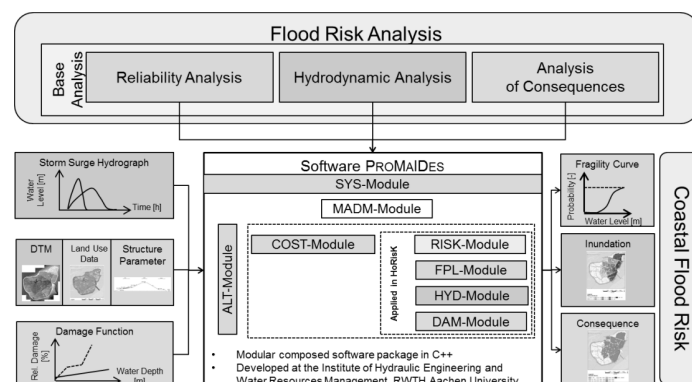 Flood Risk Analysis
Base
Analysis
Reliability Analysis
Hydrodynamic Analysis
Analysis
of Consequences
Storm Surge Hydrograph
Water
Level [m]
Time [h]
DTM
Land Use
Data
Structure
Parameter
Damage Function
Rel. Damage
[%]
Water Depth
[m]
Software PROMAIDES
SYS-Module
MADM-Module
ALT-Module
COST-Module
Applied in HoRisK
RISK-Module
FPL-Module
HYD-Module
DAM-Module
• Modular composed software package in C++
• Developed at the Institute of Hydraulic Engineering and
Water Resources Management, RWTH Aachen University
Fragility Curve
Probability [-]
Water Level [m]
Inundation
Consequence
Coastal Flood Risk